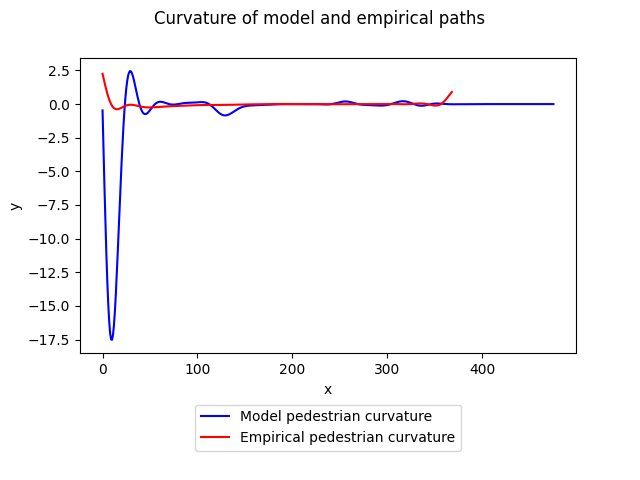 Curvature of model and empirical paths
2.5
0.0
−2.5
−5.0
−7.5
−10.0
−12.5
−15.0
−17.5
y
0 100 200 300 400
x
Model pedestrian curvature
Empirical pedestrian curvature